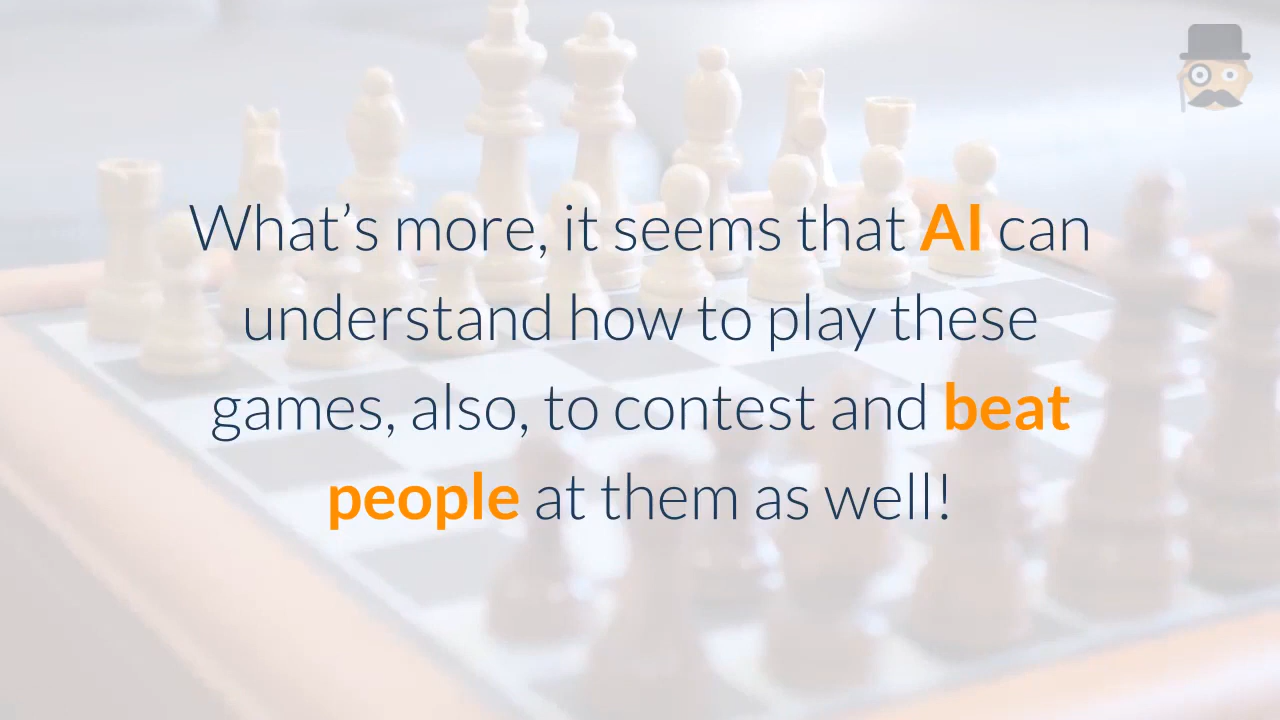 What’s more, it seems that AI can
understand how to play these
games, also, to contest and beat
people at them as well!